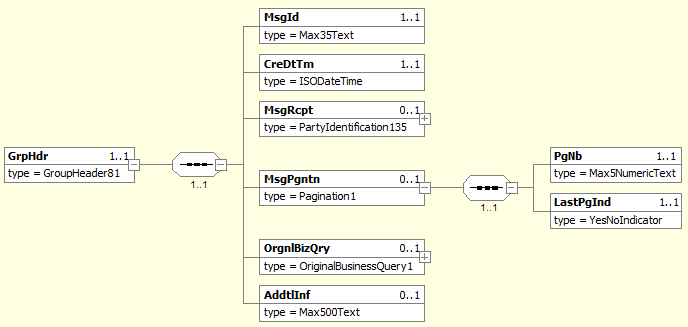 MsgId 1..1
type = Max35Text
CreDtTm 1..1
type = ISODateTime
MsgRcpt 0..1
type = PartyIdentification135
GrpHdr 1..1
type = GroupHeader81
1..1
MsgPgntn 0..1
type = Pagination1
1..1
PgNb 1..1
type = Max5NumericText
LastPgInd 1..1
type = YesNoIndicator
OrgnlBizQry 0..1
type = OriginalBusinessQuery1
AddtlInf 0..1
type = Max500Text